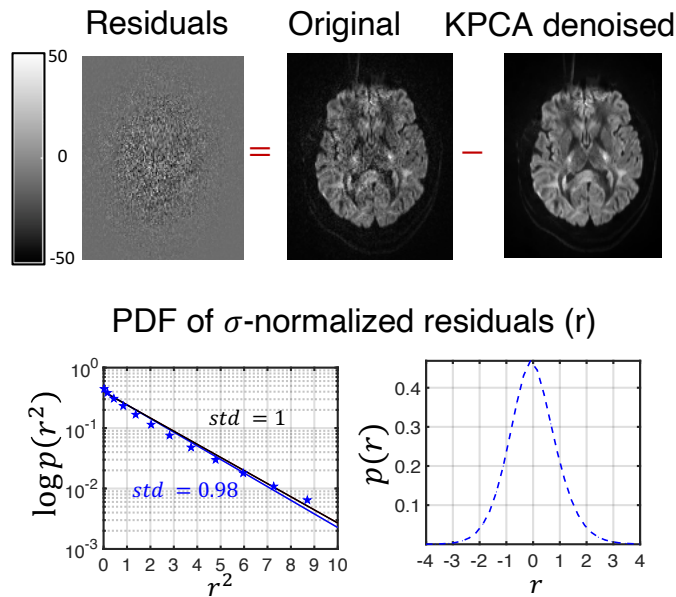 Residuals Original KPCA denoised
50
0
-50
= −
PDF of σ-normalized residuals (r)
10⁰
10⁻¹
10⁻²
10⁻³
log p(r²)
std = 1
std = 0.98
0 1 2 3 4 5 6 7 8 9 10
r²
0.4
0.3
0.2
0.1
p(r)
-4 -3 -2 -1 0 1 2 3 4
r